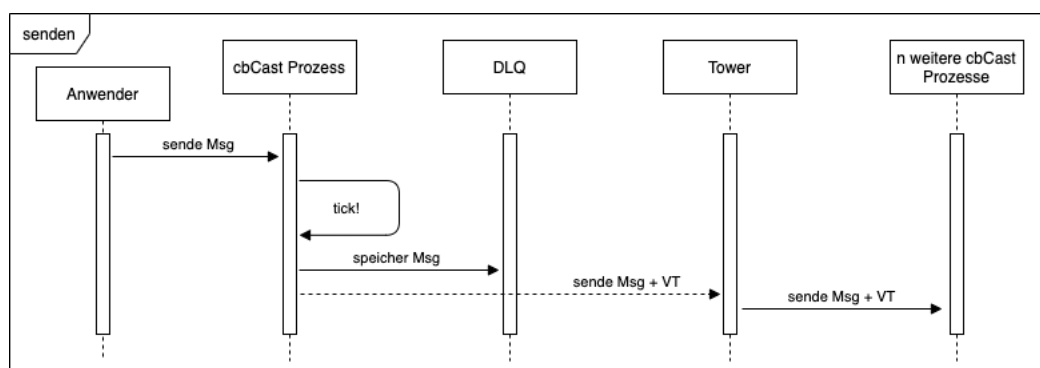 senden
Anwender
cbCast Prozess
DLQ
Tower
n weitere cbCast
Prozesse
sende Msg
tick!
speicher Msg
sende Msg + VT
sende Msg + VT